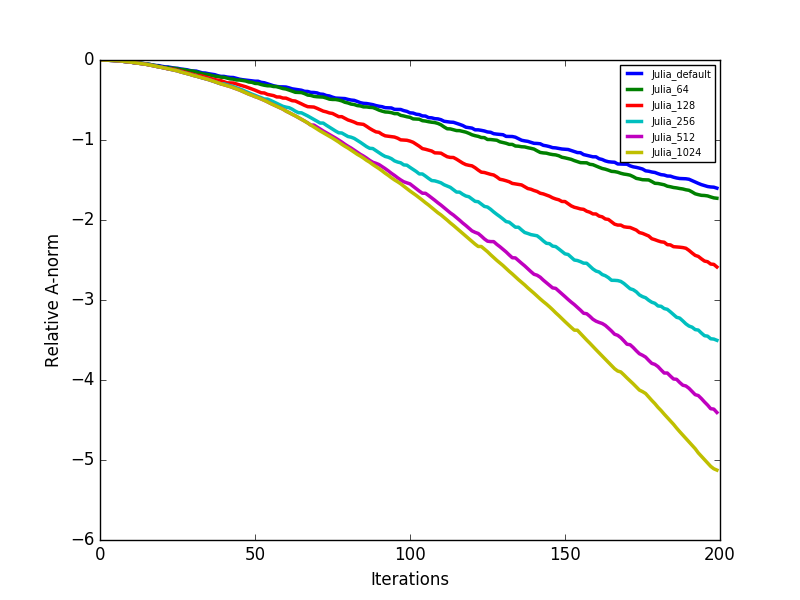 Julia_default
Julia_64
Julia_128
Julia_256
Julia_512
Julia_1024
0
−1
−2
−3
−4
−5
−6
Relative A-norm
0 50 100 150 200
Iterations